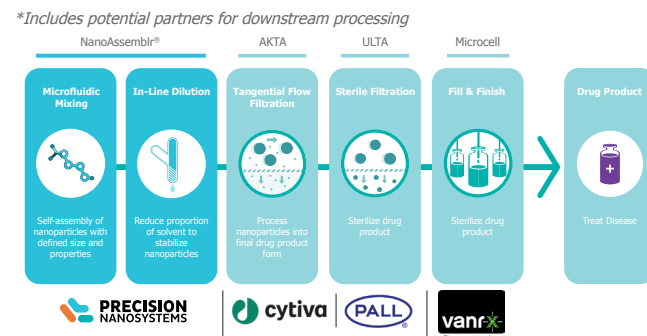 *Includes potential partners for downstream processing
NanoAssemblr®
AKTA
ULTA
Microcell
Microfluidic
Mixing
In-Line Dilution
Tangential Flow
Filtration
Sterile Filtration
Fill & Finish
Drug Product
Self-assembly of
nanoparticles with
defined size and
properties
Reduce proportion
of solvent to
stabilize
nanoparticles
Process
nanoparticles into
final drug product
form
Sterilize drug
product
Sterilize drug
product
Treat Disease
PRECISION
NANOSYSTEMS
cytiva
PALL®
vanrx